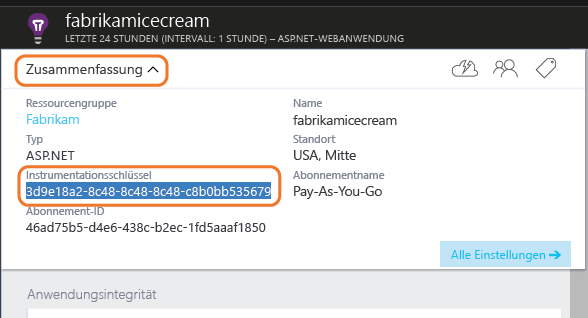 fabrikamicecream
LETZTE 24 STUNDEN (INTERVALL: 1 STUNDE) – ASP.NET-WEBANWENDUNG
Zusammenfassung
Ressourcengruppe
Fabrikam
Name
fabrikamicecream
Typ
ASP.NET
Standort
USA, Mitte
Instrumentationsschlüssel
3d9e18a2-8c48-8c48-8c48-c8b0bb535679
Abonnementname
Pay-As-You-Go
Abonnement-ID
46ad75b5-d4e6-438c-b2ec-1fd5aaaf1850
Alle Einstellungen →
Anwendungsintegrität